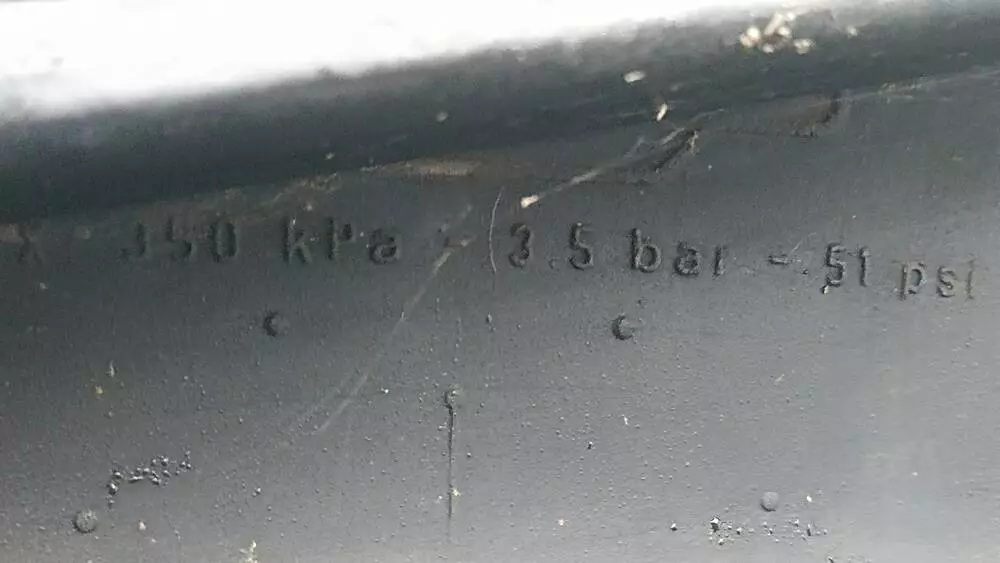 X 350 kPa - 3.5 bar - 51 psi